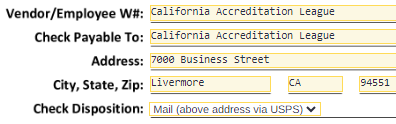 Vendor/Employee W#: California Accreditation League
Check Payable To: California Accreditation League
Address: 7000 Business Street
City, State, Zip: Livermore CA 94551
Check Disposition: Mail (above address via USPS)